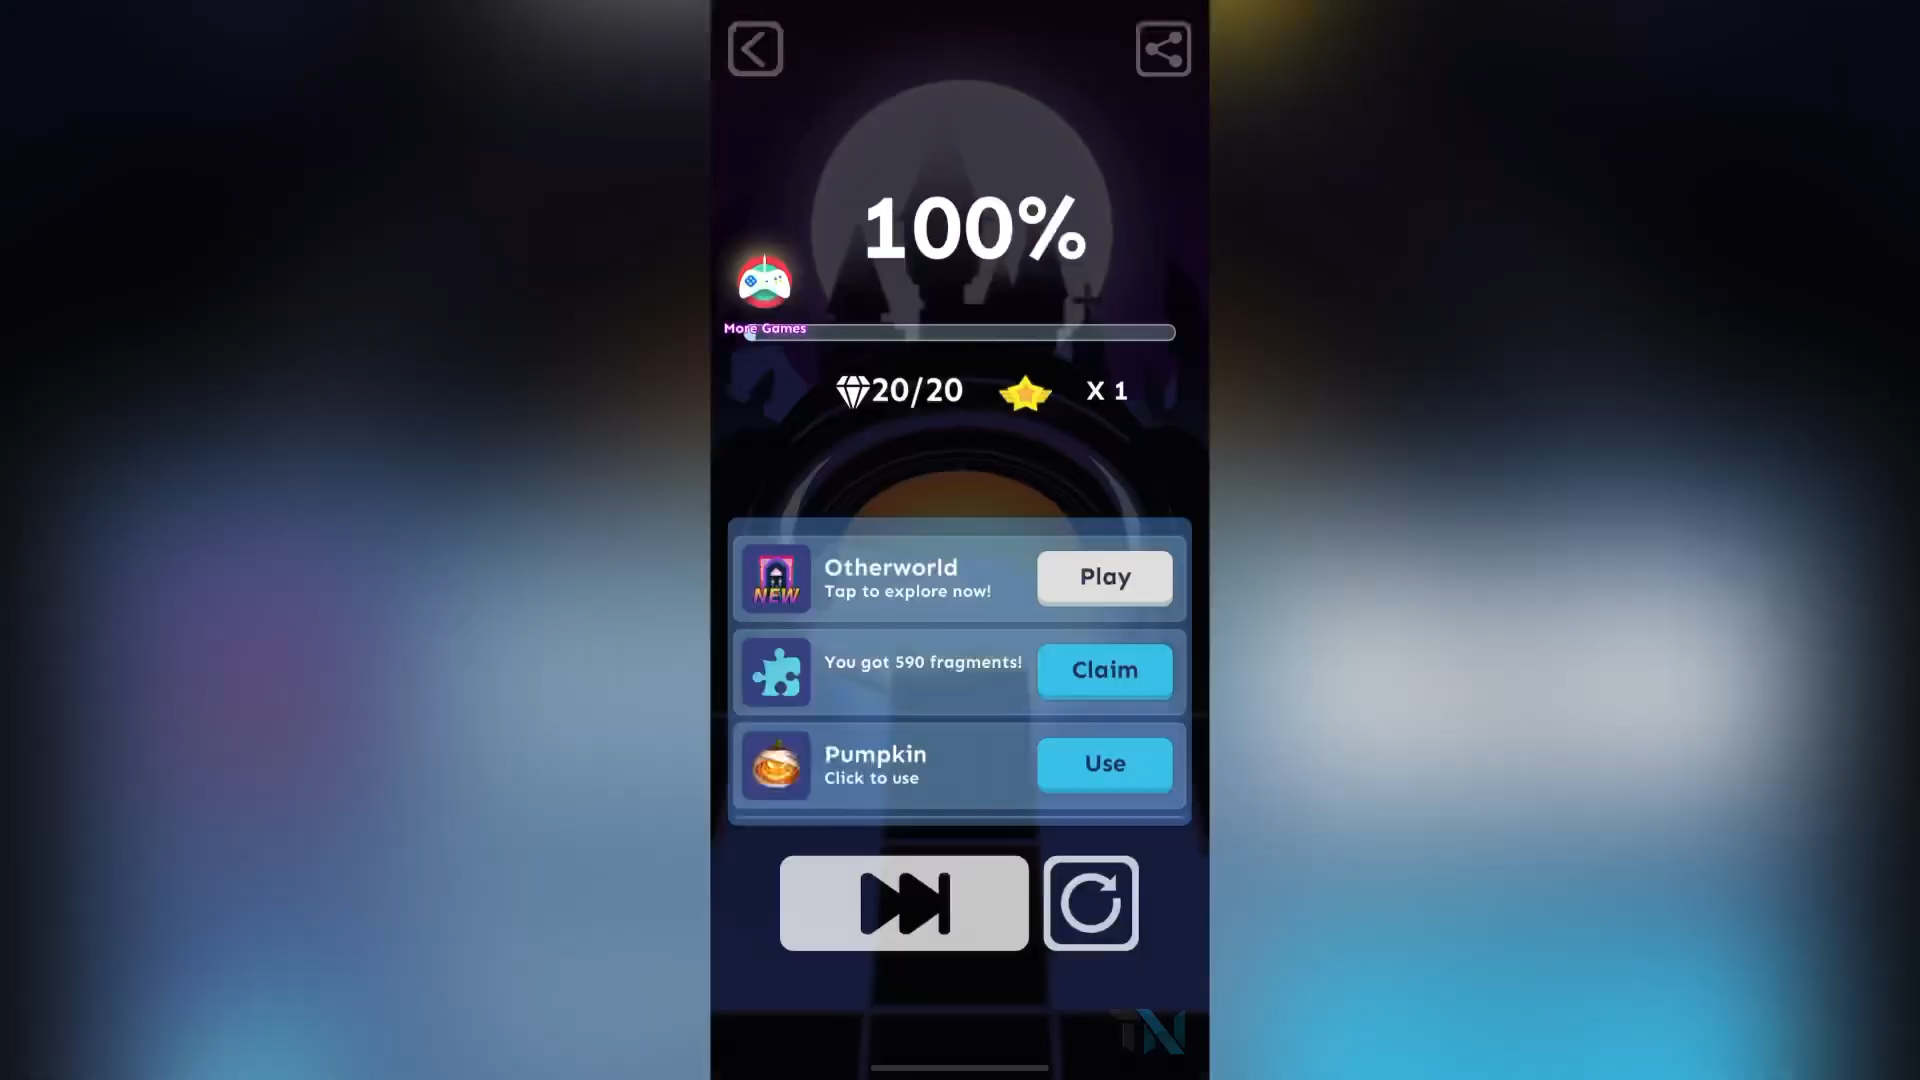 100%
More Games
20/20
X 1
NEW
Otherworld
Tap to explore now!
Play
You got 590 fragments!
Claim
Pumpkin
Click to use
Use
TN